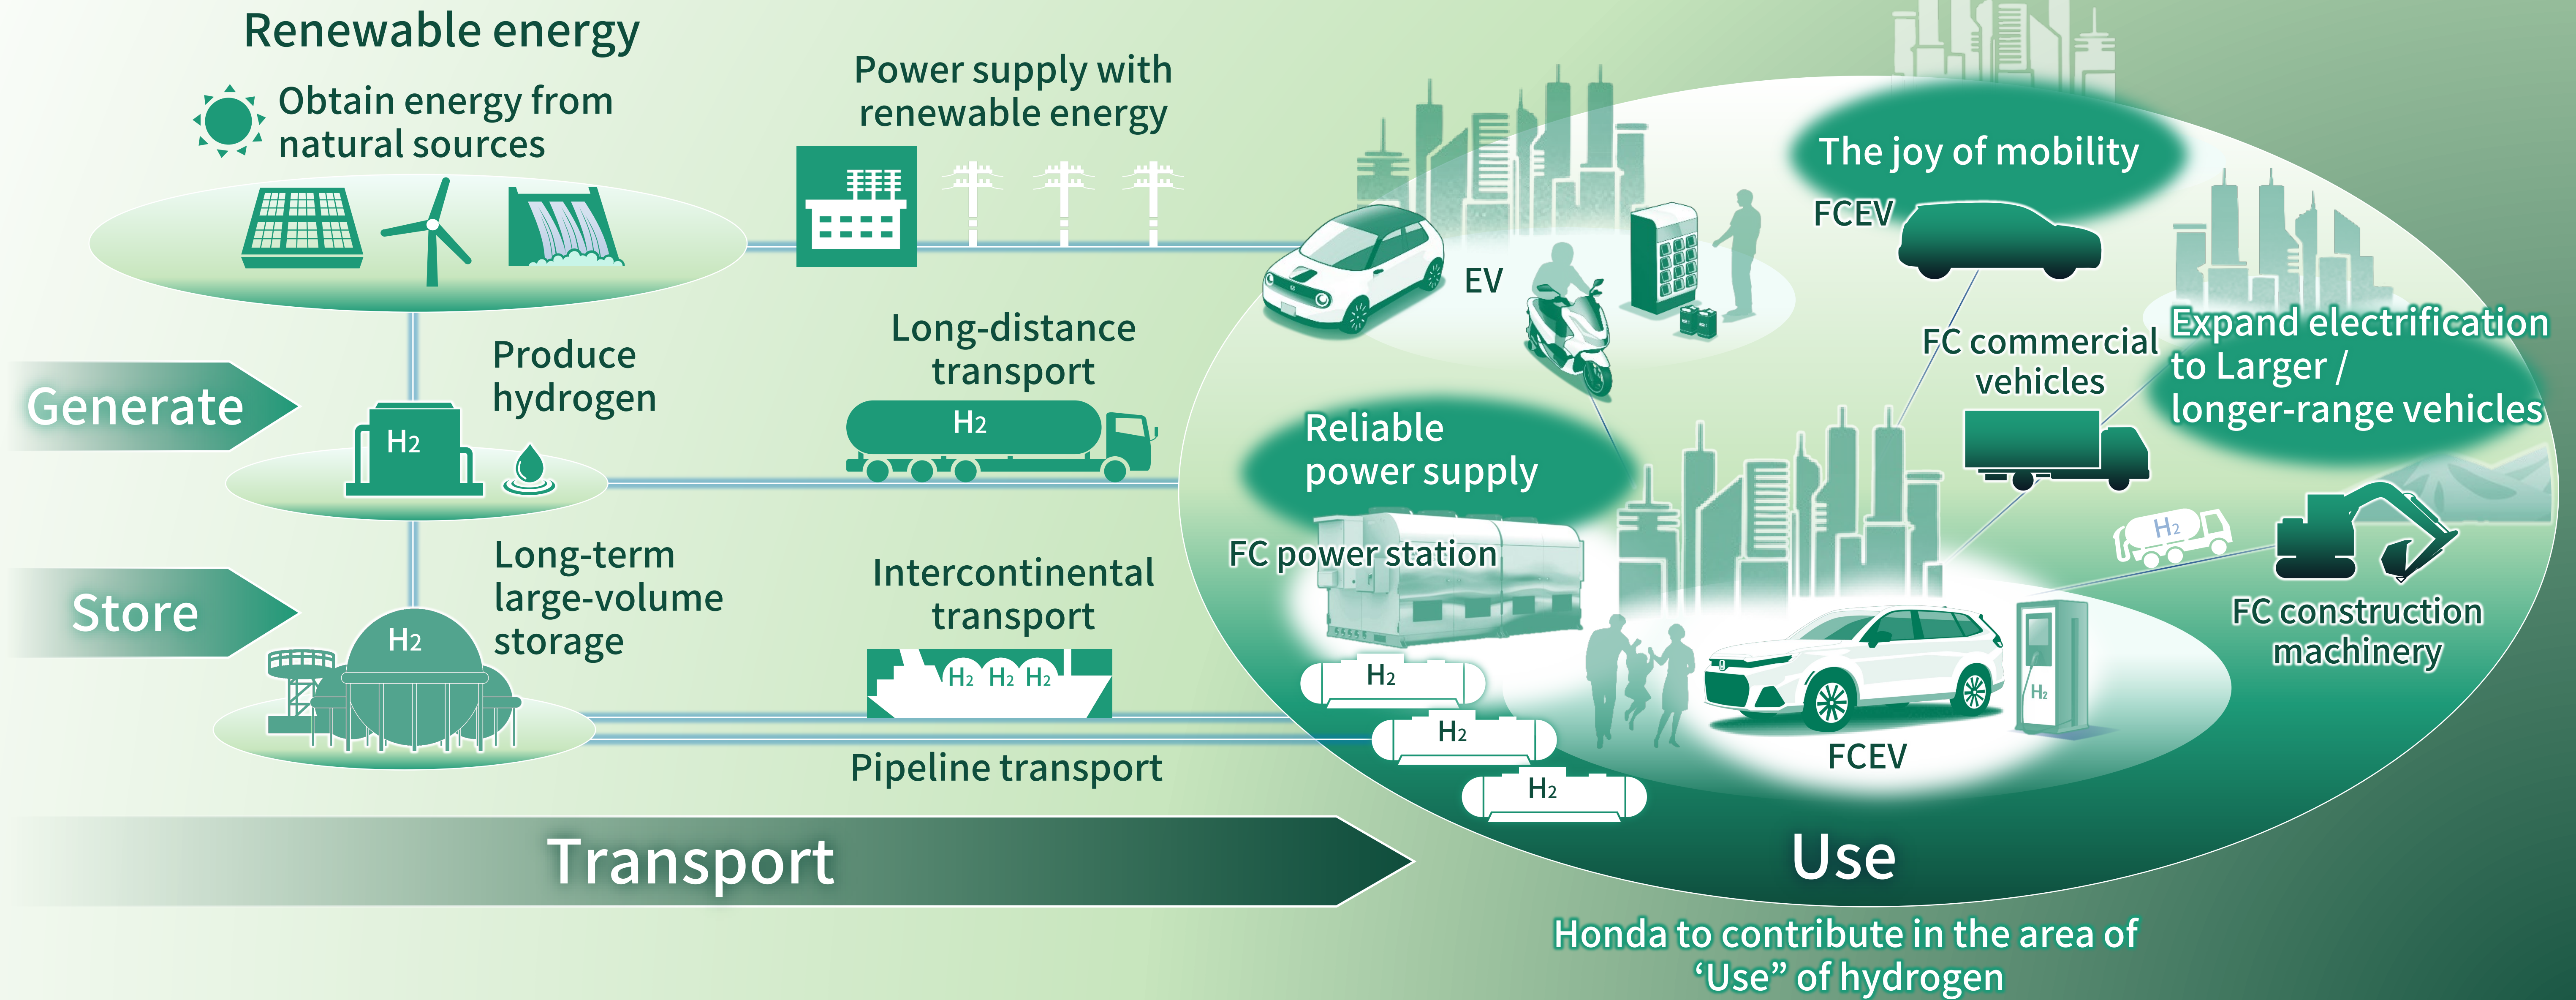 Renewable energy
Obtain energy from
natural sources
Power supply with
renewable energy
Generate
Produce
hydrogen
H2
Long-distance
transport
H2
Store
Long-term
large-volume
storage
H2
Intercontinental
transport
H2 H2 H2
Pipeline transport
Transport
EV
The joy of mobility
FCEV
FC commercial
vehicles
Expand electrification
to Larger /
longer-range vehicles
Reliable
power supply
FC power station
H2
H2
H2
H2
FC construction
machinery
H2
FCEV
Use
Honda to contribute in the area of
‘Use” of hydrogen